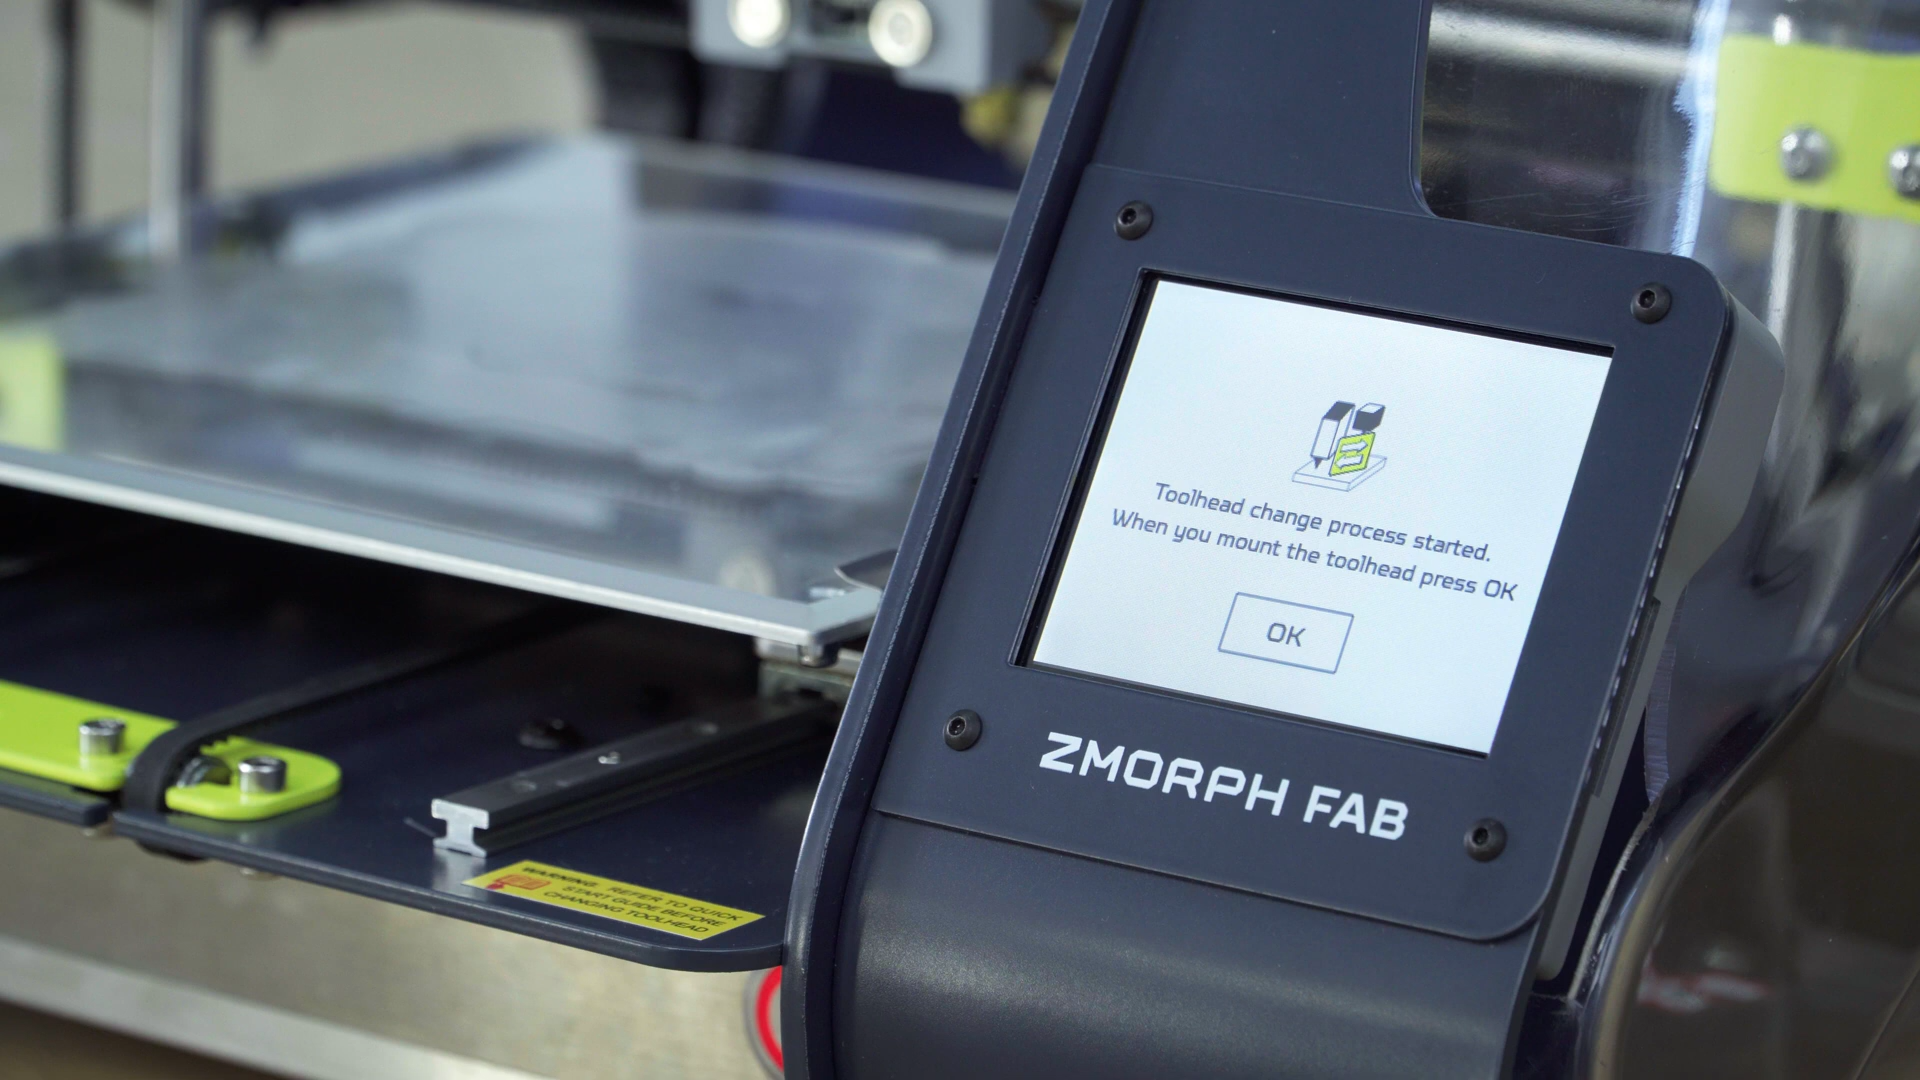 Toolhead change process started.
When you mount the toolhead press OK
OK
ZMORPH FAB
WARNING. REFER TO QUICK
START GUIDE BEFORE
CHANGING TOOLHEAD